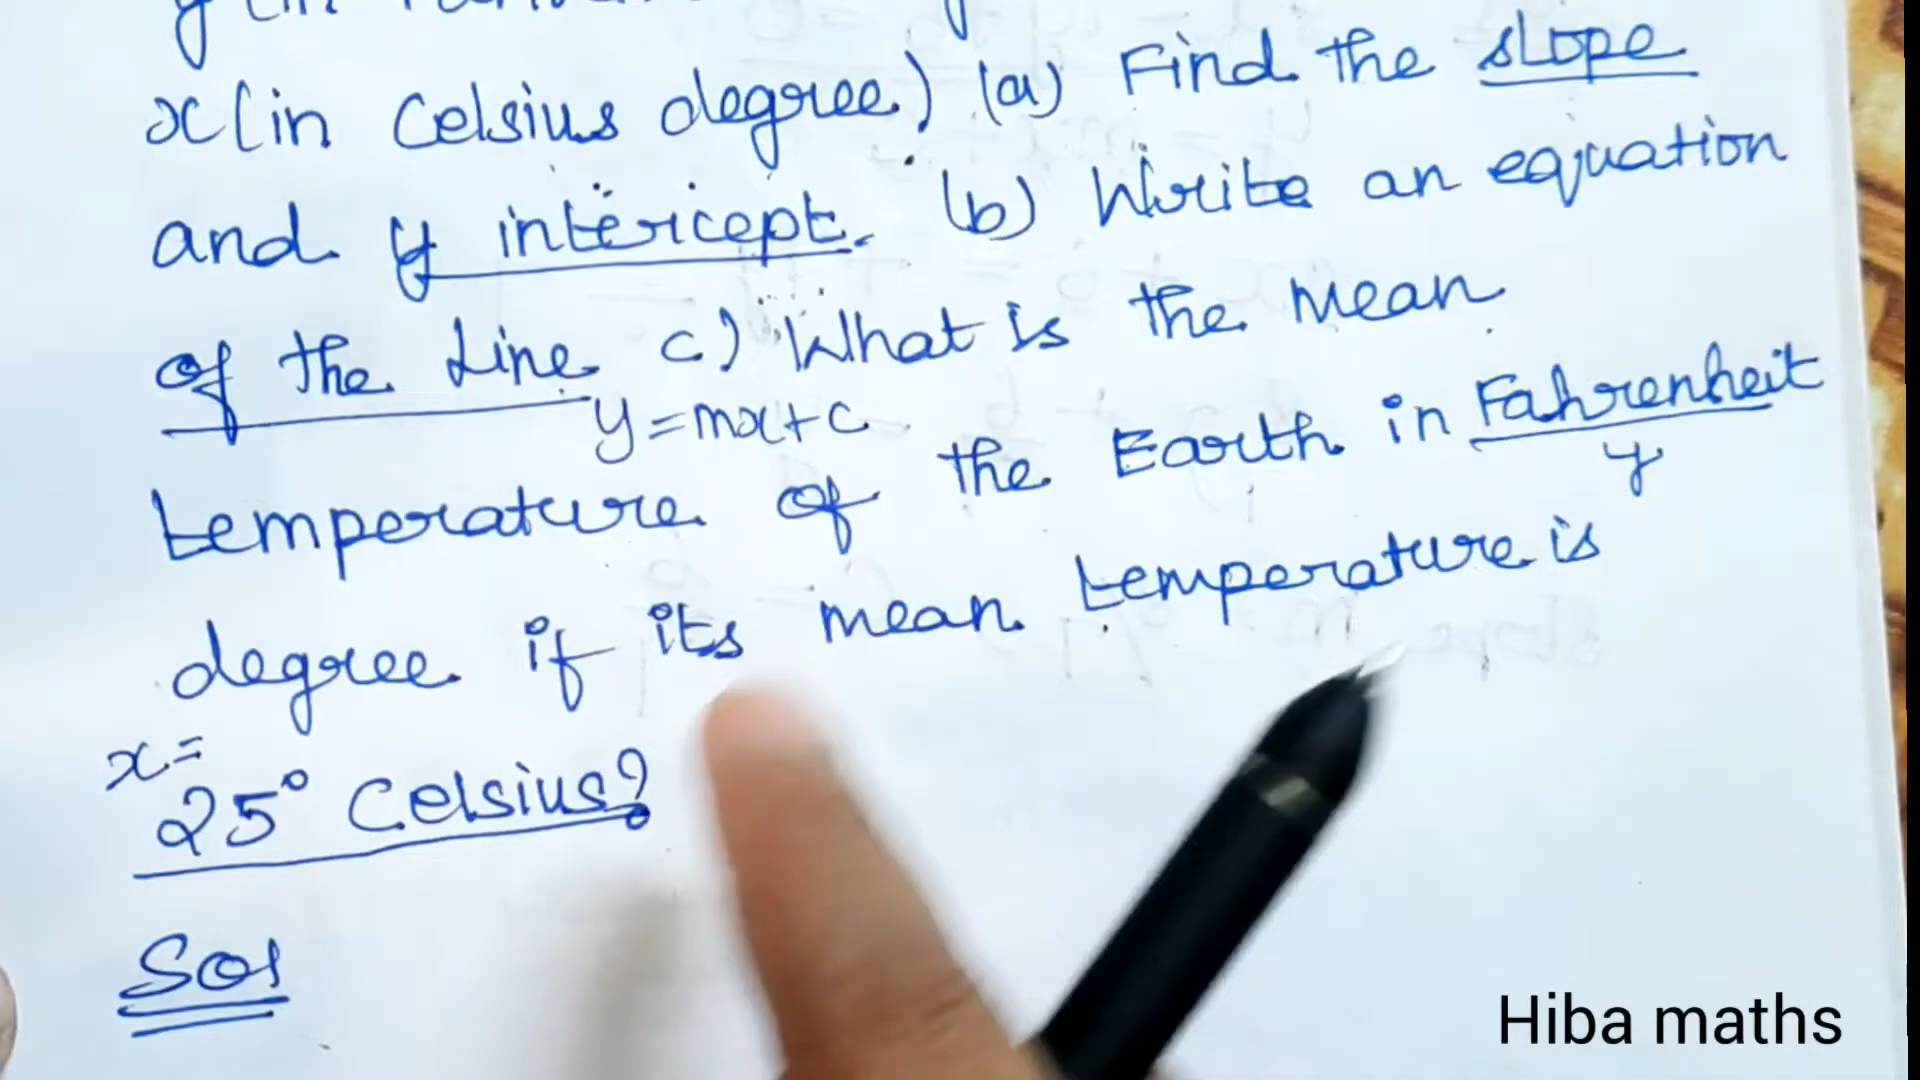 y (in
x (in Celsius degree) (a) Find the slope
and y intercept. (b) Write an equation
of the Line c) What is the Mean
y=mx+c
temperature of the Earth in Fahrenheit
y
degree if its mean temperature is
x=
25° Celsius?
Sol
Hiba maths